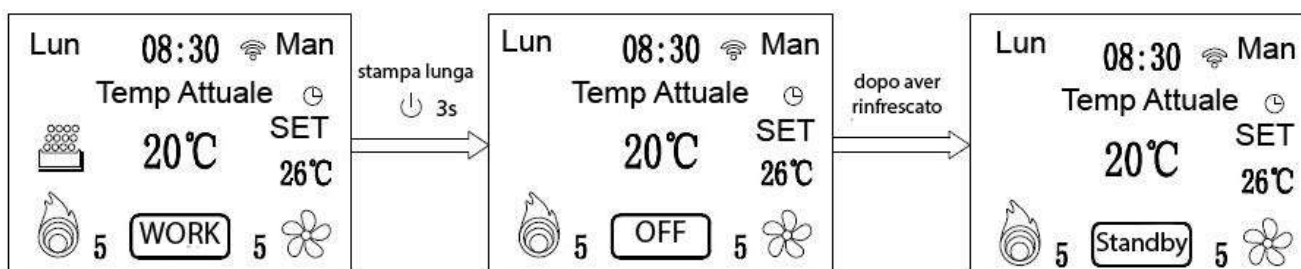 Lun 08:30 Man
Temp Attuale
SET
20℃
26℃
5 WORK 5
stampa lunga
3s
Lun 08:30 Man
Temp Attuale
SET
20℃
26℃
5 OFF 5
dopo aver
rinfrescato
Lun 08:30 Man
Temp Attuale
SET
20℃
26℃
5 Standby 5